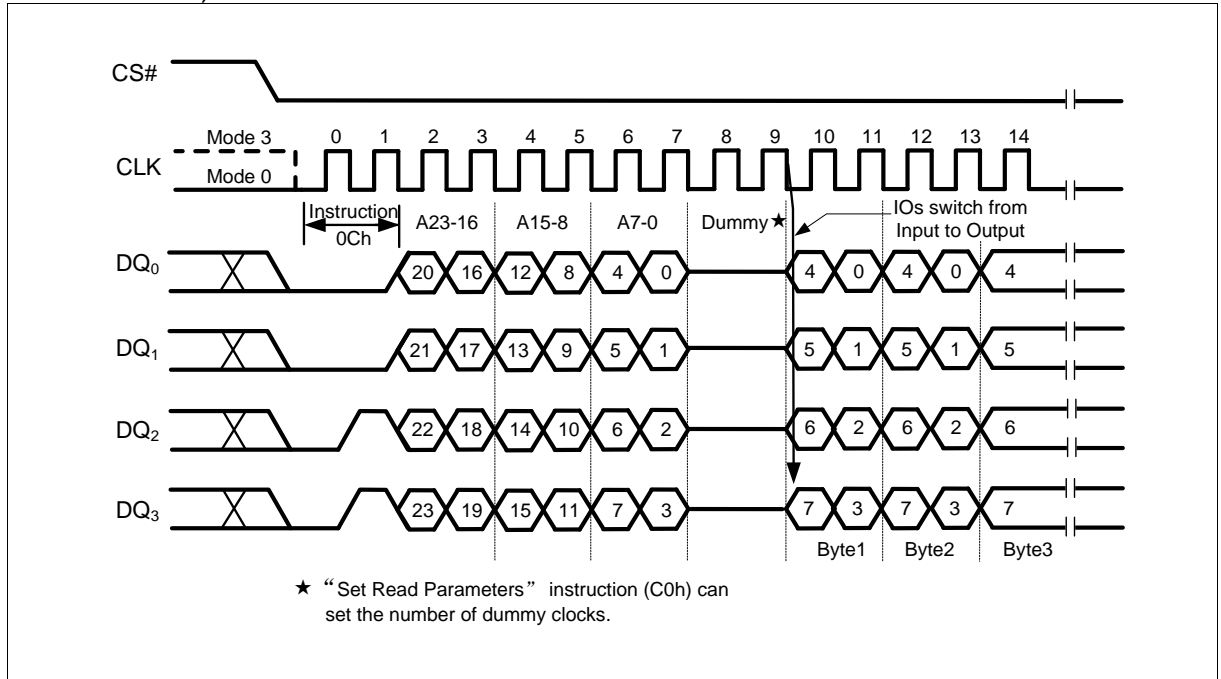 CS#
Mode 3
Mode 0
CLK
0 1 2 3 4 5 6 7 8 9 10 11 12 13 14
Instruction
0Ch
A23-16 A15-8 A7-0 Dummy★
IOs switch from
Input to Output
DQ0 20 16 12 8 4 0 4 0 4 0 4
DQ1 21 17 13 9 5 1 5 1 5 1 5
DQ2 22 18 14 10 6 2 6 2 6 2 6
DQ3 23 19 15 11 7 3 7 3 7 3 7
Byte1 Byte2 Byte3
★ “Set Read Parameters” instruction (C0h) can
set the number of dummy clocks.